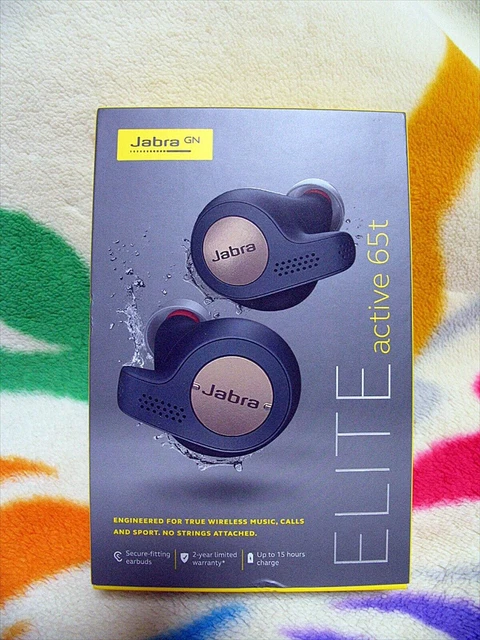 Jabra GN
Jabra
Jabra
ELITE active 65t
ENGINEERED FOR TRUE WIRELESS MUSIC, CALLS
AND SPORT. NO STRINGS ATTACHED.
Secure-fitting
earbuds
2-year limited
warranty*
Up to 15 hours
charge